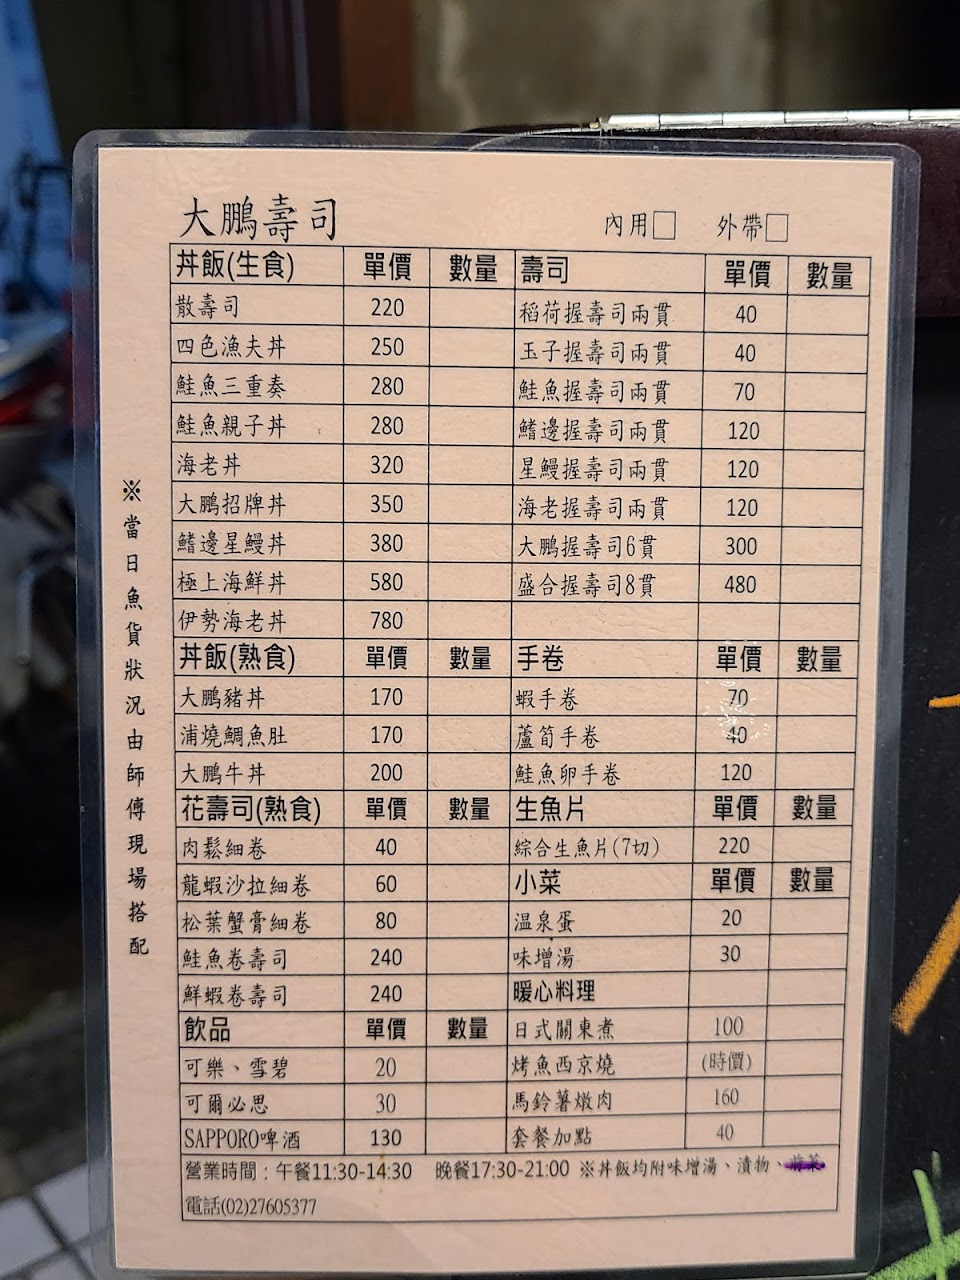 大鵬壽司 內用□ 外帶□
丼飯(生食) 單價 數量 壽司 單價 數量
散壽司 220 稻荷握壽司兩貫 40
四色漁夫丼 250 玉子握壽司兩貫 40
鮭魚三重奏 280 鮭魚握壽司兩貫 70
鮭魚親子丼 280 鰭邊握壽司兩貫 120
海老丼 320 星鰻握壽司兩貫 120
大鵬招牌丼 350 海老握壽司兩貫 120
鰭邊星鰻丼 380 大鵬握壽司6貫 300
極上海鮮丼 580 盛合握壽司8貫 480
伊勢海老丼 780
丼飯(熟食) 單價 數量 手卷 單價 數量
大鵬豬丼 170 蝦手卷 70
浦燒鯛魚肚 170 蘆筍手卷 40
大鵬牛丼 200 鮭魚卵手卷 120
花壽司(熟食) 單價 數量 生魚片 單價 數量
肉鬆細卷 40 綜合生魚片(7切) 220
龍蝦沙拉細卷 60 小菜 單價 數量
松葉蟹膏細卷 80 溫泉蛋 20
鮭魚卷壽司 240 味增湯 30
鮮蝦卷壽司 240 暖心料理
飲品 單價 數量 日式關東煮 100
可樂、雪碧 20 烤魚西京燒 (時價)
可爾必思 30 馬鈴薯燉肉 160
SAPPORO啤酒 130 套餐加點 40
營業時間：午餐11:30-14:30 晚餐17:30-21:00 ※丼飯均附味增湯、漬物、
電話(02)27605377
※當日魚貨狀況由師傅現場搭配